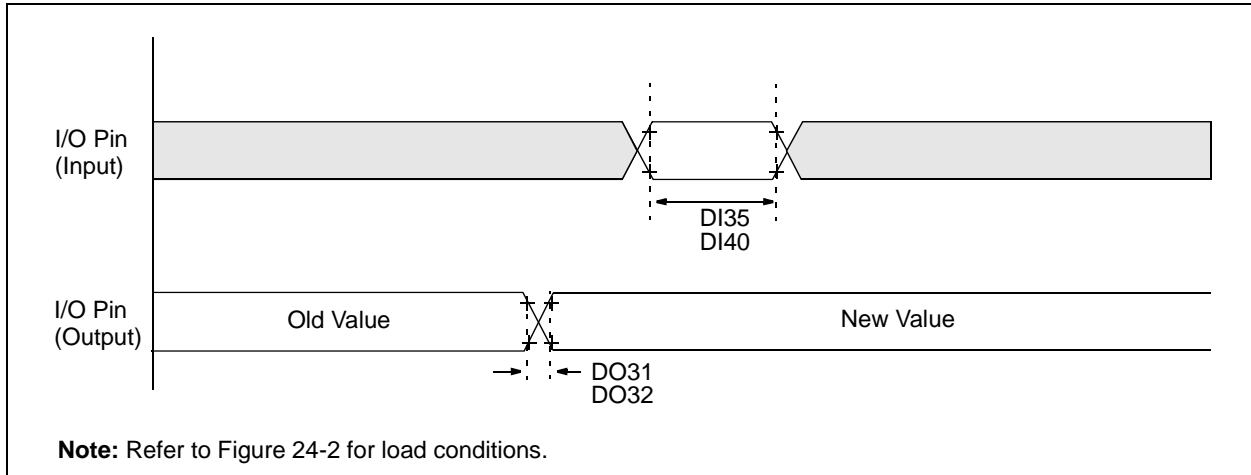 I/O Pin
(Input)
DI35
DI40
I/O Pin
(Output)
Old Value
New Value
DO31
DO32
Note: Refer to Figure 24-2 for load conditions.